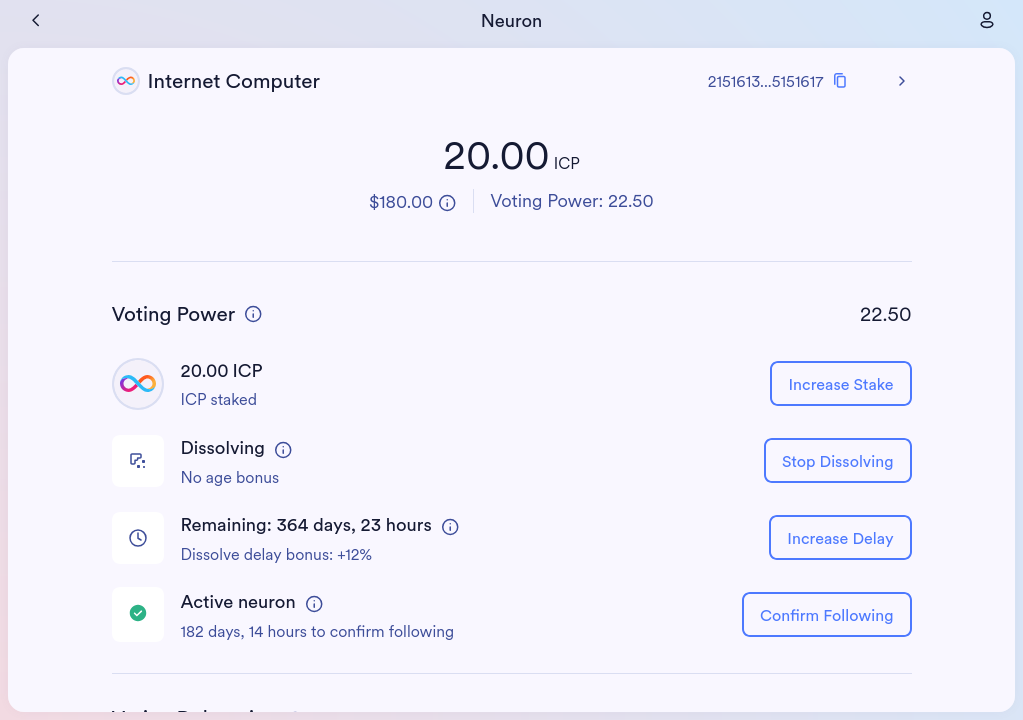 Neuron
Internet Computer
2151613...5151617
20.00 ICP
$180.00
Voting Power: 22.50
Voting Power
22.50
20.00 ICP
ICP staked
Increase Stake
Dissolving
No age bonus
Stop Dissolving
Remaining: 364 days, 23 hours
Dissolve delay bonus: +12%
Increase Delay
Active neuron
182 days, 14 hours to confirm following
Confirm Following